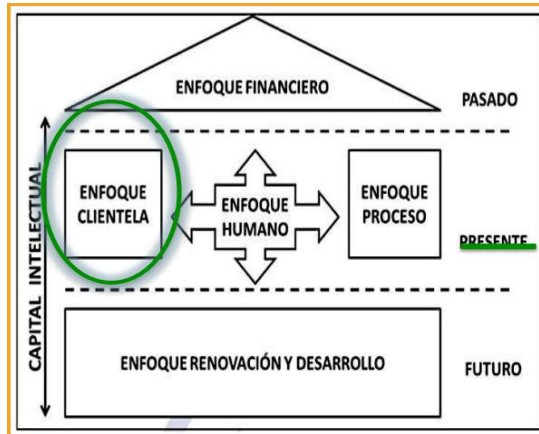 ENFOQUE FINANCIERO
PASADO
ENFOQUE
CLIENTELA
ENFOQUE
HUMANO
ENFOQUE
PROCESO
PRESENTE
CAPITAL INTELECTUAL
ENFOQUE RENOVACIÓN Y DESARROLLO
FUTURO